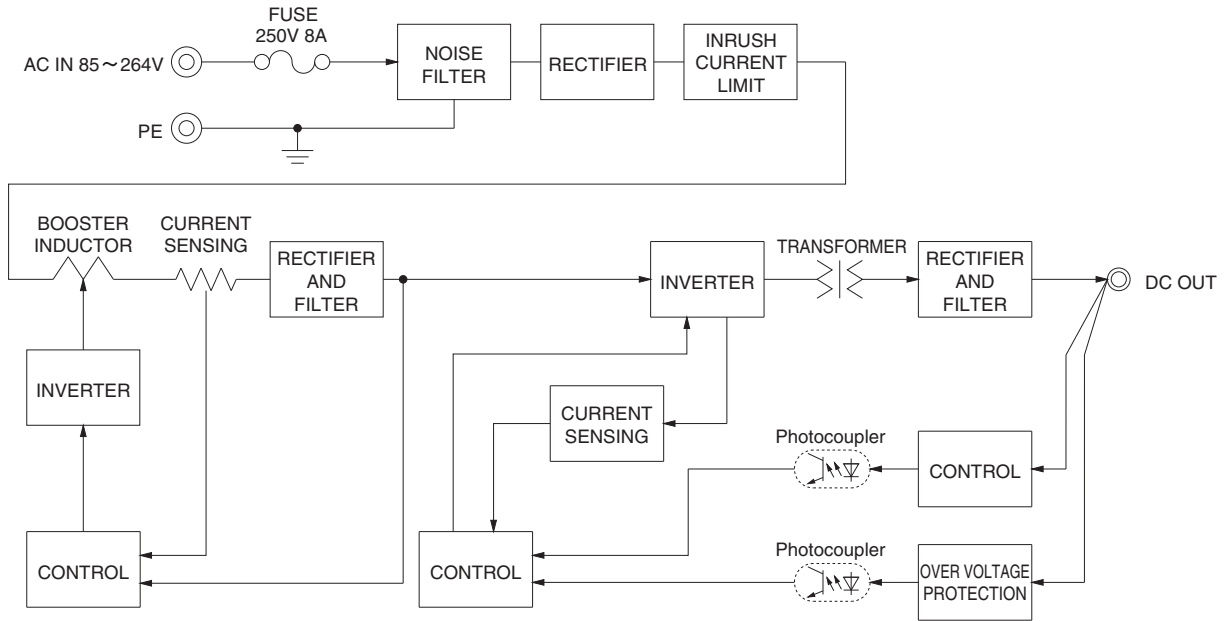 FUSE
250V 8A
AC IN 85～264V
NOISE
FILTER
RECTIFIER
INRUSH
CURRENT
LIMIT
PE
BOOSTER
INDUCTOR
CURRENT
SENSING
RECTIFIER
AND
FILTER
INVERTER
TRANSFORMER
RECTIFIER
AND
FILTER
DC OUT
INVERTER
CURRENT
SENSING
Photocoupler
CONTROL
CONTROL
CONTROL
Photocoupler
OVER VOLTAGE
PROTECTION